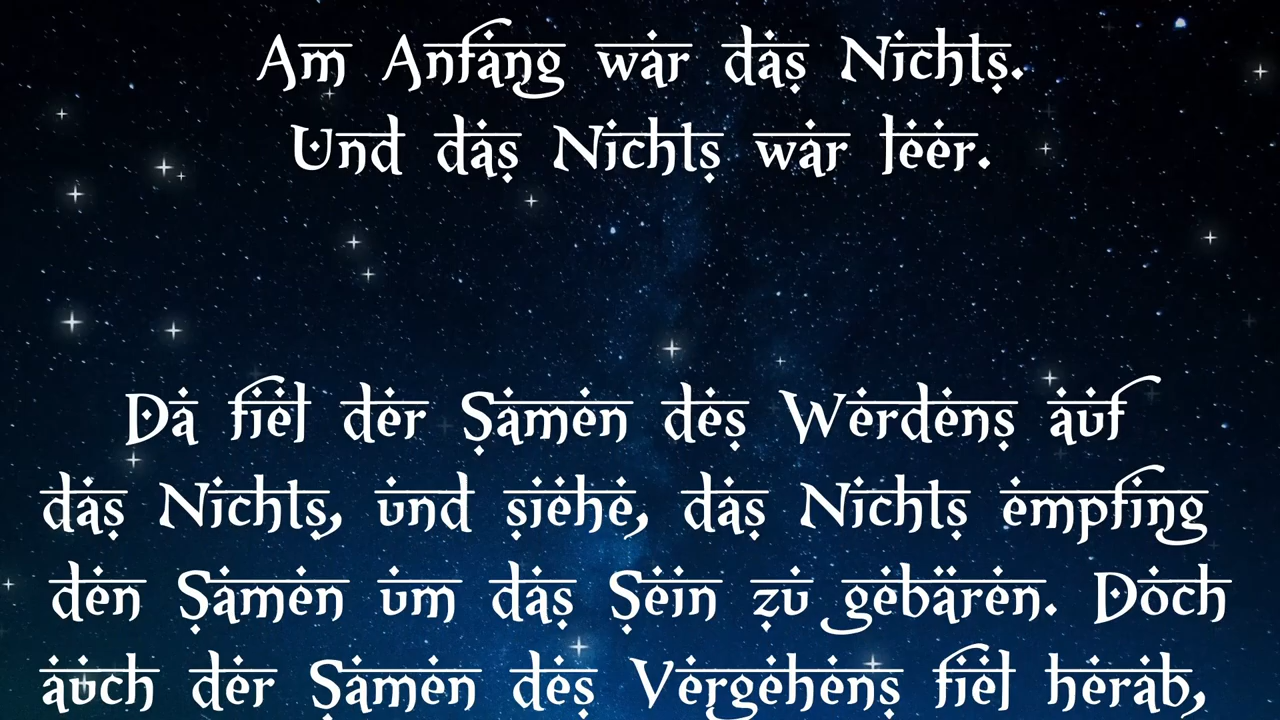 Am Anfang war das Nichts.
Und das Nichts war leer.
Da fiel der Samen des Werdens auf
das Nichts, und siehe, das Nichts empfing
den Samen um das Sein zu gebären. Doch
auch der Samen des Vergehens fiel herab,